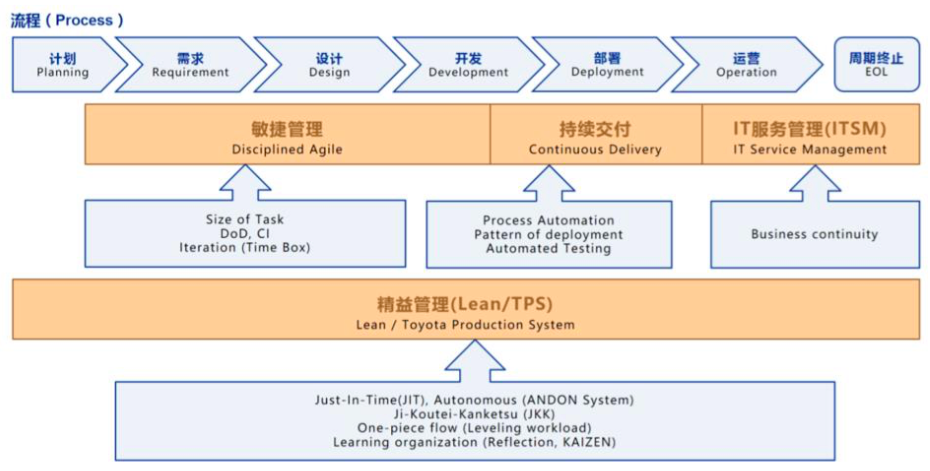 流程（Process）
计划
Planning
需求
Requirement
设计
Design
开发
Development
部署
Deployment
运营
Operation
周期终止
EOL
敏捷管理
Disciplined Agile
持续交付
Continuous Delivery
IT服务管理(ITSM)
IT Service Management
Size of Task
DoD, CI
Iteration (Time Box)
Process Automation
Pattern of deployment
Automated Testing
Business continuity
精益管理(Lean/TPS)
Lean / Toyota Production System
Just-In-Time(JIT), Autonomous (ANDON System)
Ji-Koutei-Kanketsu (JKK)
One-piece flow (Leveling workload)
Learning organization (Reflection, KAIZEN)